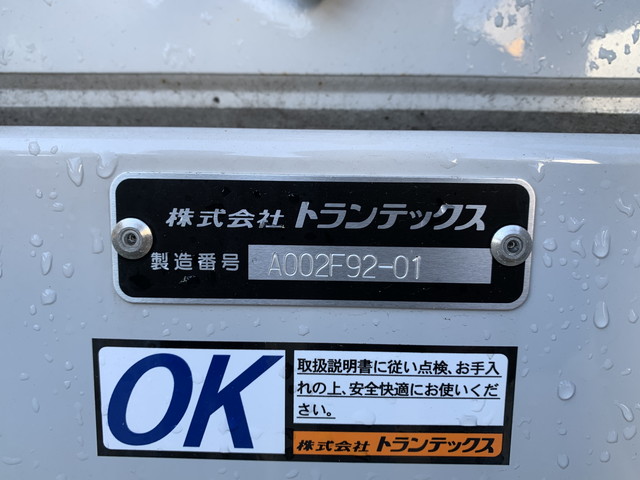 株式会社 トランテックス
製造番号 A002F92-01
OK
取扱説明書に従い点検、お手入
れの上、安全快適にお使いくだ
さい。
株式会社 トランテックス